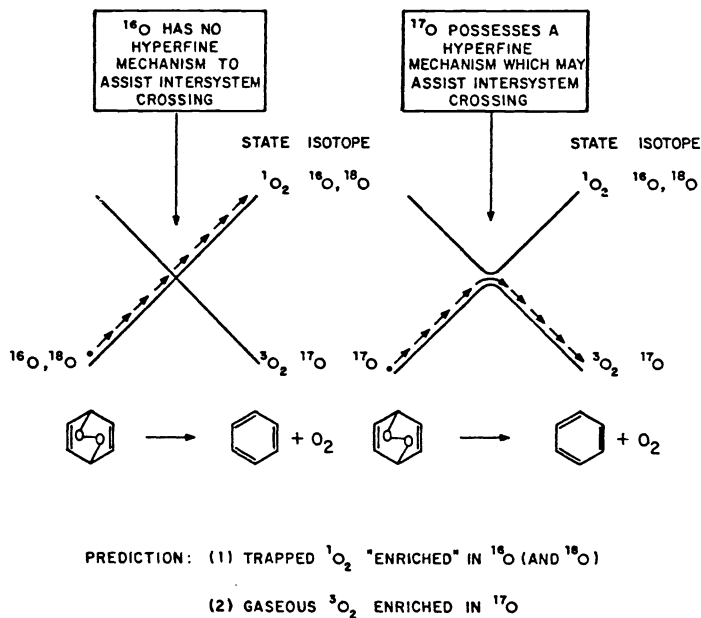 ¹⁶O HAS NO
HYPERFINE
MECHANISM TO
ASSIST INTERSYSTEM
CROSSING
¹⁷O POSSESSES A
HYPERFINE
MECHANISM WHICH MAY
ASSIST INTERSYSTEM
CROSSING
STATE ISOTOPE
¹O₂ ¹⁶O, ¹⁸O
STATE ISOTOPE
¹O₂ ¹⁶O, ¹⁸O
¹⁶O, ¹⁸O
³O₂ ¹⁷O
¹⁷O
³O₂ ¹⁷O
O O
+ O₂
O O
+ O₂
PREDICTION: (1) TRAPPED ¹O₂ "ENRICHED" IN ¹⁶O (AND ¹⁸O)
(2) GASEOUS ³O₂ ENRICHED IN ¹⁷O